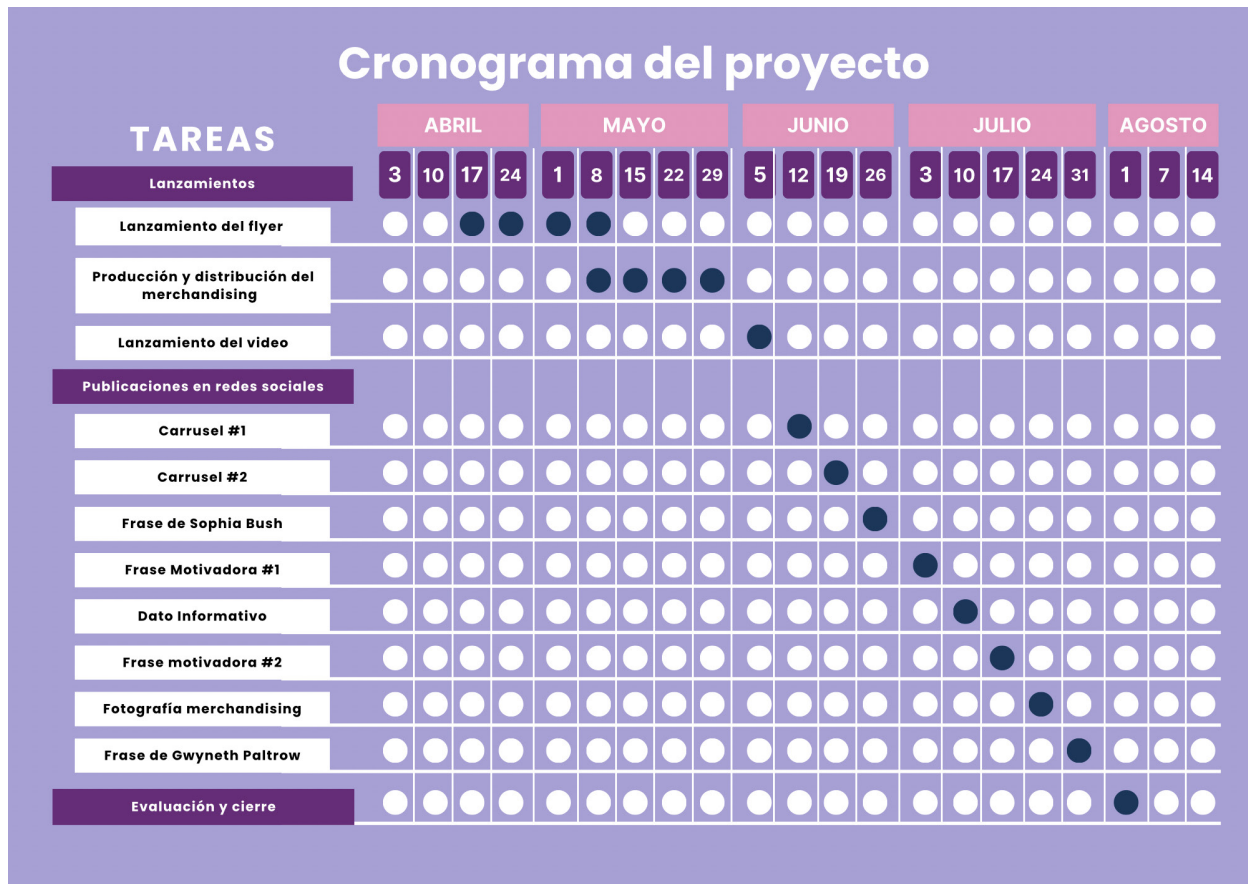 Cronograma del proyecto
TAREAS
ABRIL MAYO JUNIO JULIO AGOSTO
3 10 17 24 1 8 15 22 29 5 12 19 26 3 10 17 24 31 1 7 14
Lanzamientos
Lanzamiento del flyer
Producción y distribución del
merchandising
Lanzamiento del video
Publicaciones en redes sociales
Carrusel #1
Carrusel #2
Frase de Sophia Bush
Frase Motivadora #1
Dato Informativo
Frase motivadora #2
Fotografía merchandising
Frase de Gwyneth Paltrow
Evaluación y cierre